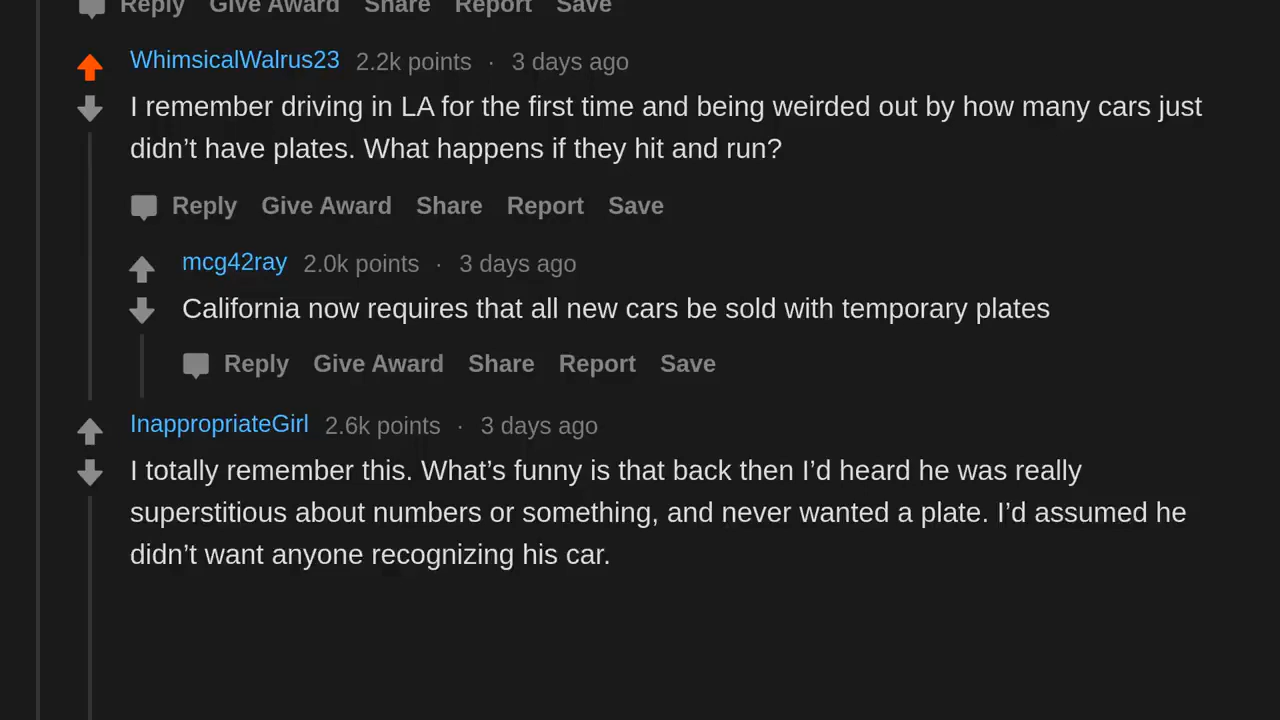 Reply Give Award Share Report Save
WhimsicalWalrus23 2.2k points · 3 days ago
I remember driving in LA for the first time and being weirded out by how many cars just
didn’t have plates. What happens if they hit and run?
Reply Give Award Share Report Save
mcg42ray 2.0k points · 3 days ago
California now requires that all new cars be sold with temporary plates
Reply Give Award Share Report Save
InappropriateGirl 2.6k points · 3 days ago
I totally remember this. What’s funny is that back then I’d heard he was really
superstitious about numbers or something, and never wanted a plate. I’d assumed he
didn’t want anyone recognizing his car.